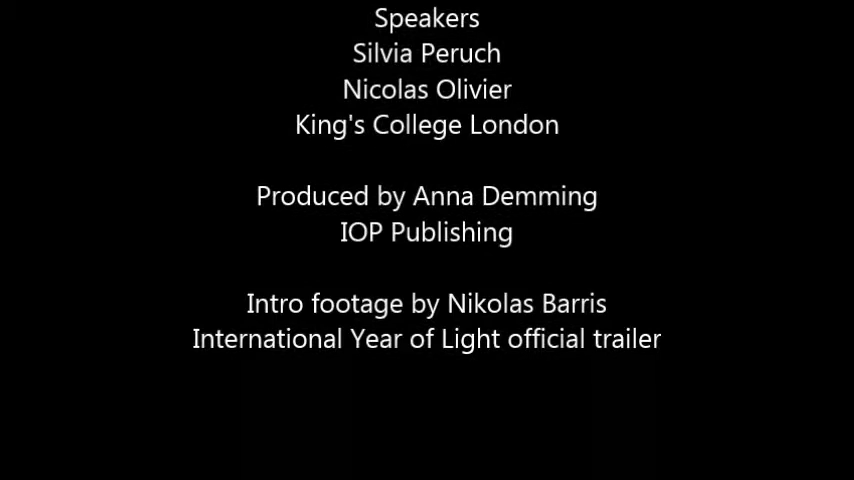 Speakers
Silvia Peruch
Nicolas Olivier
King's College London
Produced by Anna Demming
IOP Publishing
Intro footage by Nikolas Barris
International Year of Light official trailer